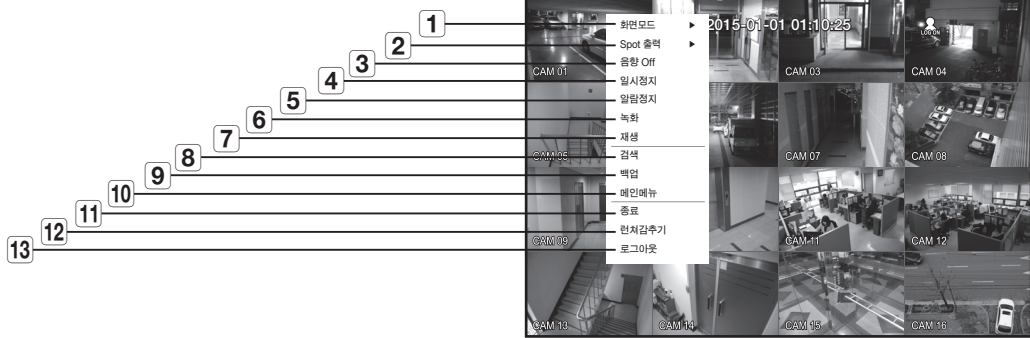 1
2
3
4
5
6
7
8
9
10
11
12
13
화면모드 ▶
Spot 출력 ▶
음향 Off
일시정지
알람정지
녹화
재생
검색
백업
메인메뉴
종료
런쳐감추기
로그아웃
2015-01-01 01:10:25
LOG ON
CAM 01
CAM 03
CAM 04
CAM 05
CAM 07
CAM 08
CAM 09
CAM 11
CAM 12
CAM 13
CAM 14
CAM 15
CAM 16